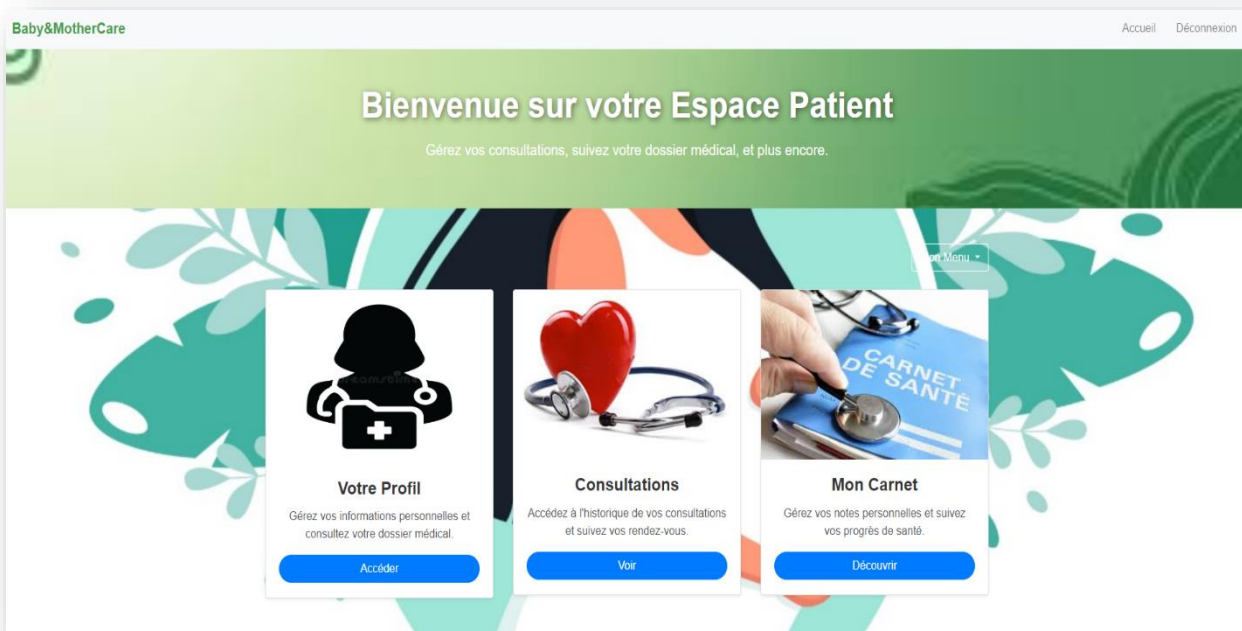 Baby&MotherCare
Accueil Déconnexion
Bienvenue sur votre Espace Patient
Gérez vos consultations, suivez votre dossier médical, et plus encore.
Menu
CARNET
DE SANTÉ
Votre Profil
Gérez vos informations personnelles et
consultez votre dossier médical.
Accéder
Consultations
Accédez à l'historique de vos consultations
et suivez vos rendez-vous.
Voir
Mon Carnet
Gérez vos notes personnelles et suivez
vos progrès de santé.
Découvrir